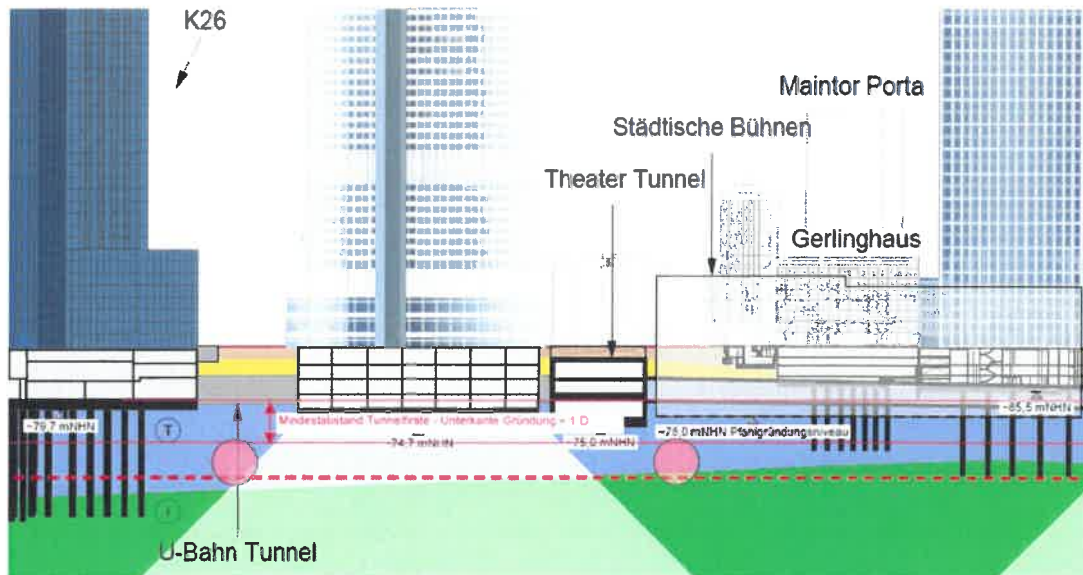 K26
Maintor Porta
Städtische Bühnen
Theater Tunnel
Gerlinghaus
Mindestabstand Tunnelfirste - Unterkante Gründung = 1 D
~79,7 mNHN
~74,7 mNHN
~75,0 mNHN
~75,0 mNHN Pfahlgründungsniveau
~85,5 mNHN
T
U-Bahn Tunnel